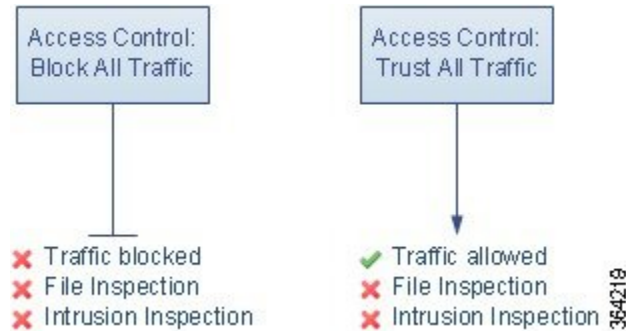 Access Control:
Block All Traffic
Traffic blocked
File Inspection
Intrusion Inspection
Access Control:
Trust All Traffic
Traffic allowed
File Inspection
Intrusion Inspection
364219